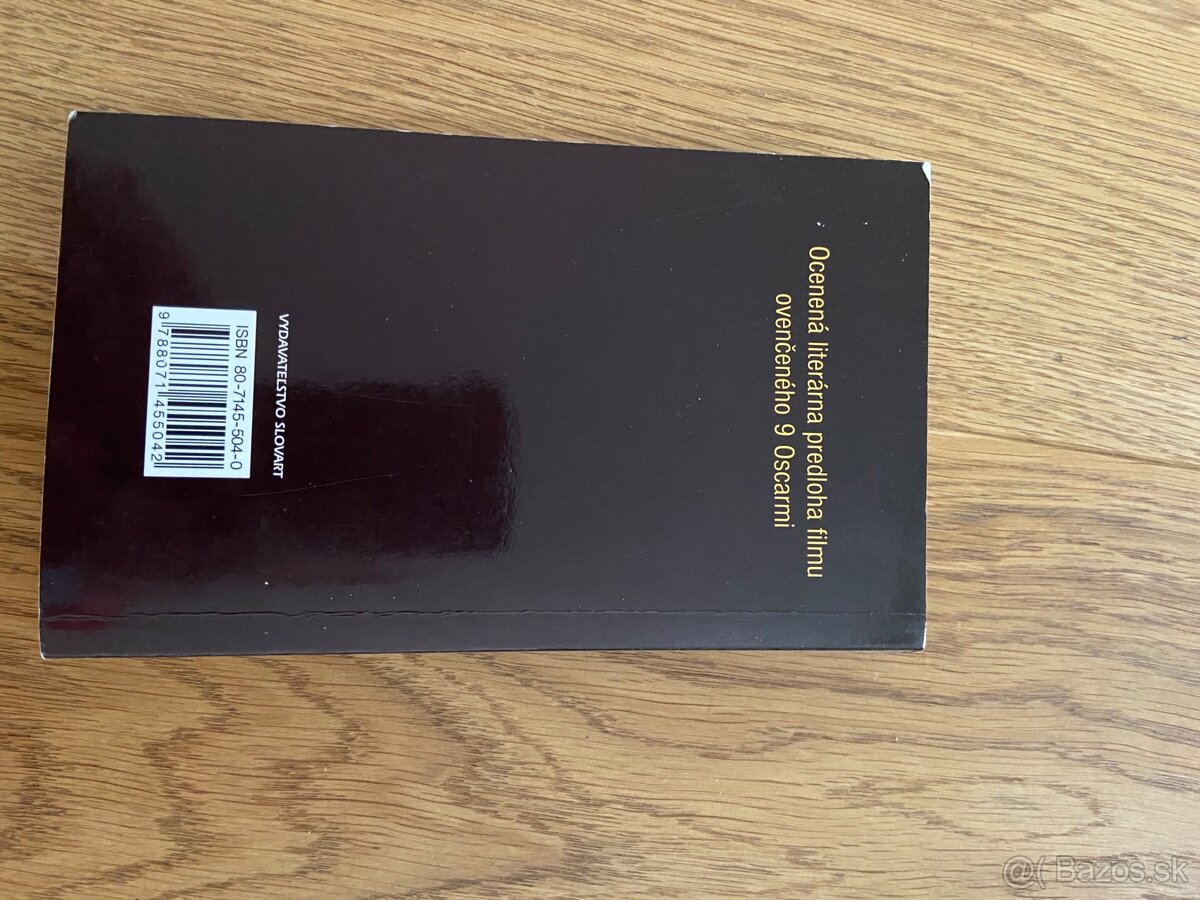 Ocenená literárna predloha filmu
ovenčeného 9 Oscarmi
VYDAVATEĽSTVO SLOVART
ISBN 80-7145-504-0
9 788071 455042
@( Bazos.sk